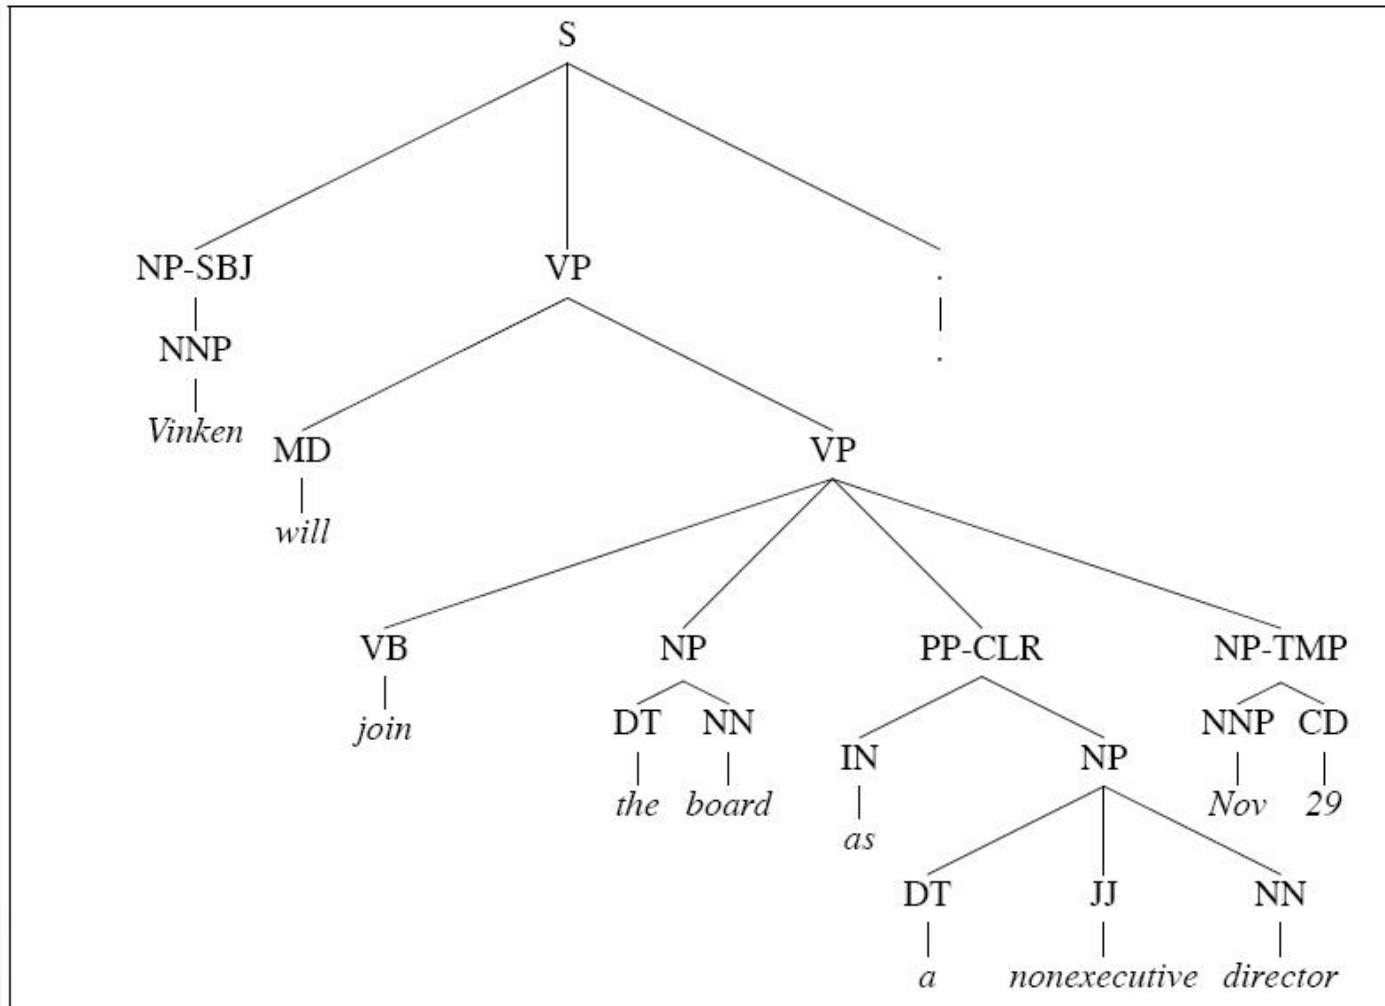 S
NP-SBJ VP .
NNP .
Vinken
MD VP
will
VB NP PP-CLR NP-TMP
join DT NN NNP CD
IN NP
the board Nov 29
as
DT JJ NN
a nonexecutive director